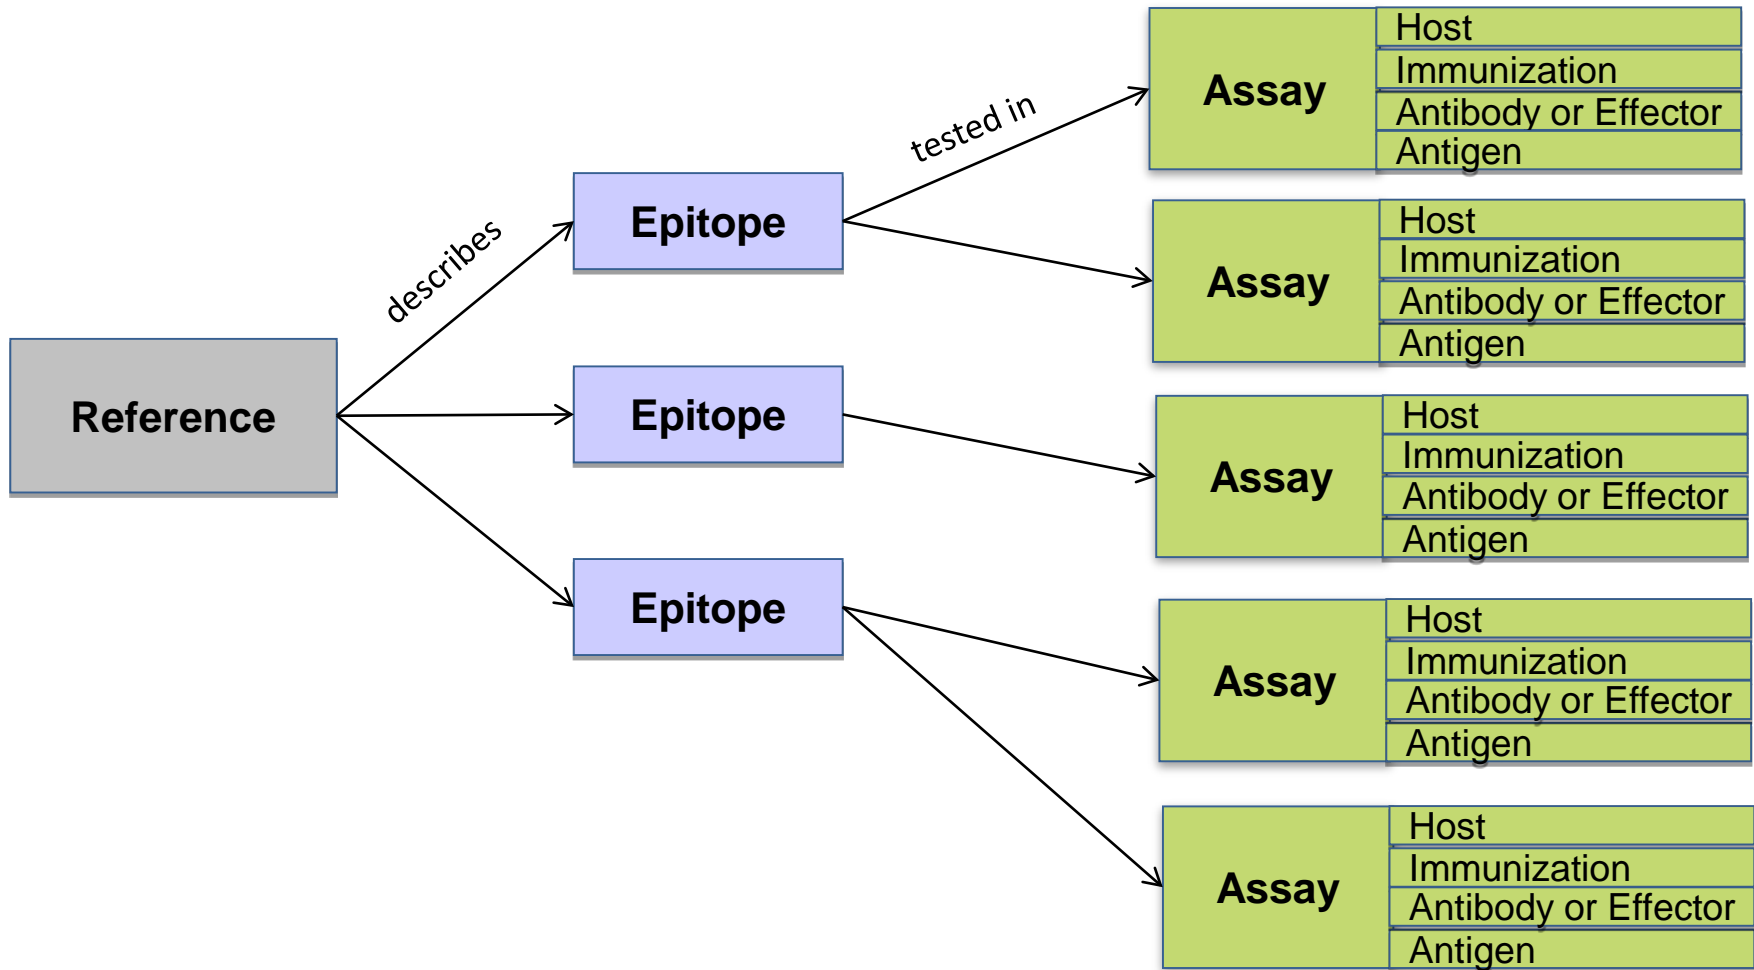 Reference
describes
Epitope
Epitope
Epitope
tested in
Assay
Host
Immunization
Antibody or Effector
Antigen
Assay
Host
Immunization
Antibody or Effector
Antigen
Assay
Host
Immunization
Antibody or Effector
Antigen
Assay
Host
Immunization
Antibody or Effector
Antigen
Assay
Host
Immunization
Antibody or Effector
Antigen